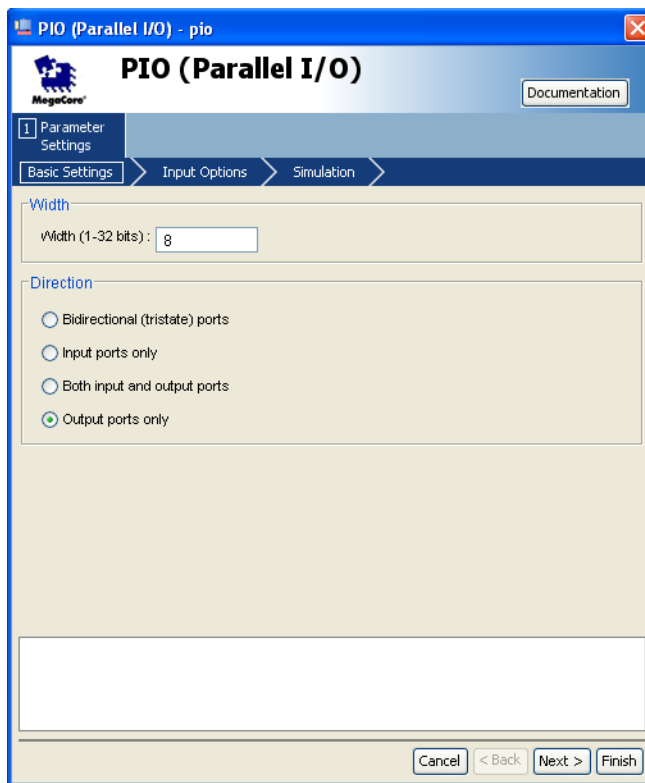 PIO (Parallel I/O) - pio
PIO (Parallel I/O)
MegaCore®
Documentation
1 Parameter
Settings
Basic Settings Input Options Simulation
Width
Width (1-32 bits) : 8
Direction
Bidirectional (tristate) ports
Input ports only
Both input and output ports
Output ports only
Cancel < Back Next > Finish